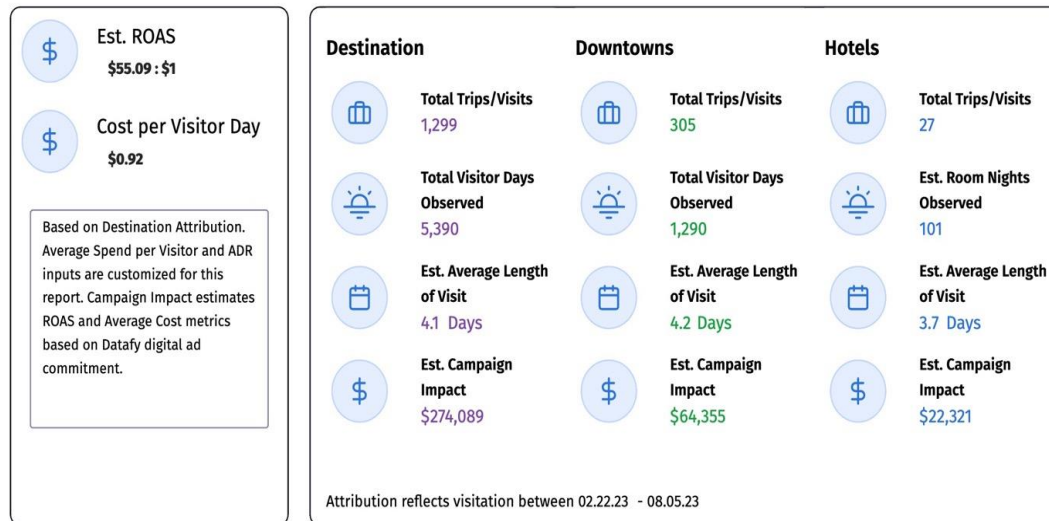 Est. ROAS
$55.09 : $1
Cost per Visitor Day
$0.92
Based on Destination Attribution.
Average Spend per Visitor and ADR
inputs are customized for this
report. Campaign Impact estimates
ROAS and Average Cost metrics
based on Datafy digital ad
commitment.
Destination
Total Trips/Visits
1,299
Total Visitor Days
Observed
5,390
Est. Average Length
of Visit
4.1 Days
Est. Campaign
Impact
$274,089
Downtowns
Total Trips/Visits
305
Total Visitor Days
Observed
1,290
Est. Average Length
of Visit
4.2 Days
Est. Campaign
Impact
$64,355
Hotels
Total Trips/Visits
27
Est. Room Nights
Observed
101
Est. Average Length
of Visit
3.7 Days
Est. Campaign
Impact
$22,321
Attribution reflects visitation between 02.22.23 - 08.05.23